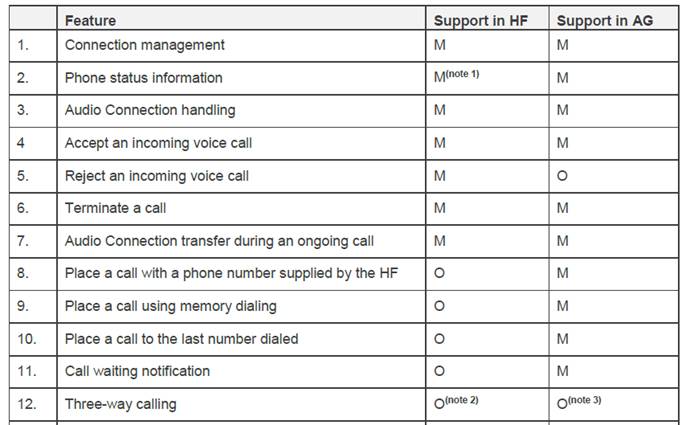 Feature Support in HF Support in AG
1. Connection management M M
2. Phone status information M(note 1) M
3. Audio Connection handling M M
4 Accept an incoming voice call M M
5. Reject an incoming voice call M O
6. Terminate a call M M
7. Audio Connection transfer during an ongoing call M M
8. Place a call with a phone number supplied by the HF O M
9. Place a call using memory dialing O M
10. Place a call to the last number dialed O M
11. Call waiting notification O M
12. Three-way calling O(note 2) O(note 3)